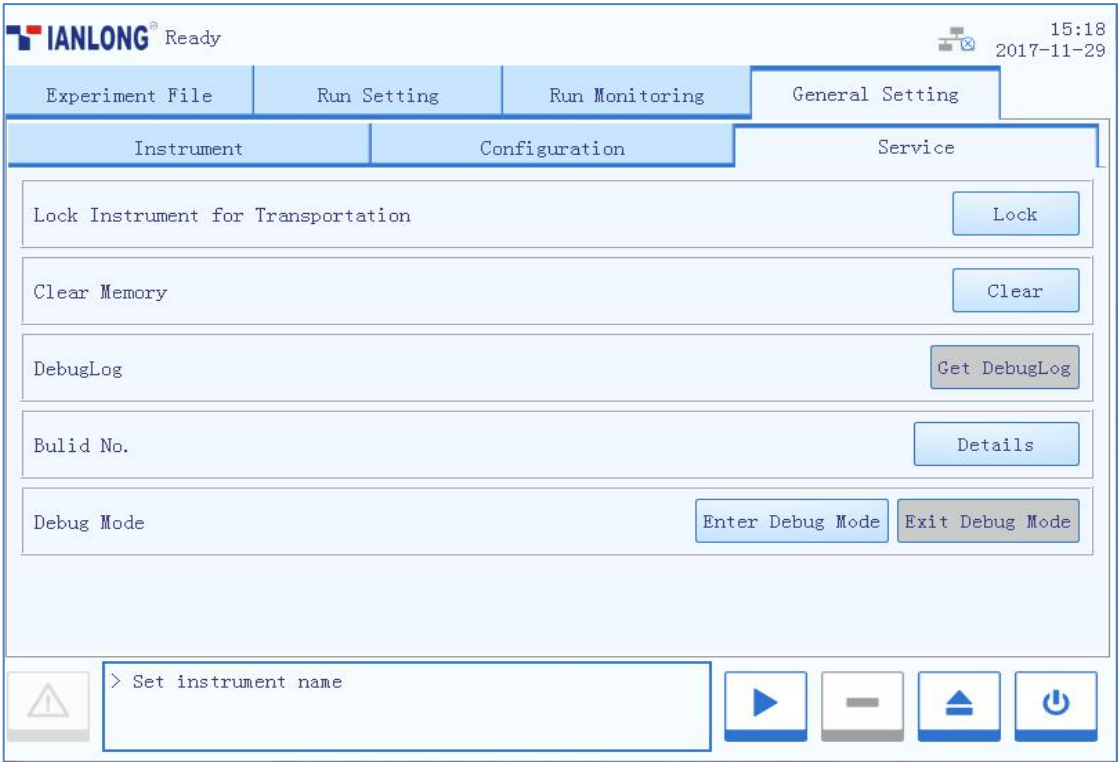 TIANLONG® Ready
15:18
2017-11-29
Experiment File
Run Setting
Run Monitoring
General Setting
Instrument
Configuration
Service
Lock Instrument for Transportation
Lock
Clear Memory
Clear
DebugLog
Get DebugLog
Bulid No.
Details
Debug Mode
Enter Debug Mode
Exit Debug Mode
> Set instrument name